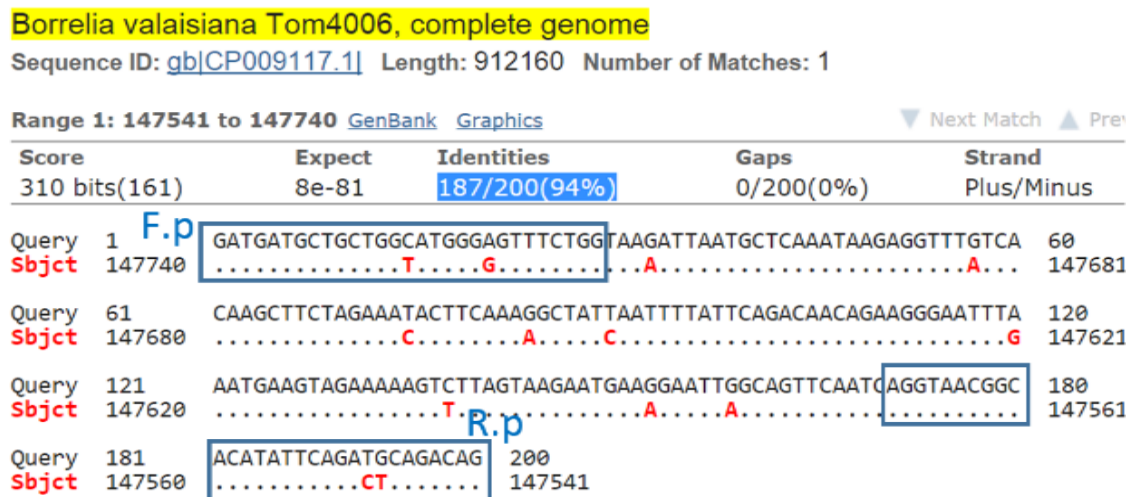 Borrelia valaisiana Tom4006, complete genome
Sequence ID: gb|CP009117.1| Length: 912160 Number of Matches: 1
Range 1: 147541 to 147740 GenBank Graphics Next Match Prev
Score Expect Identities Gaps Strand
310 bits(161) 8e-81 187/200(94%) 0/200(0%) Plus/Minus
F.p
Query 1 GATGATGCTGCTGGCATGGGAGTTTCTGGTAAGATTAATGCTCAAATAAGAGGTTTGTCA 60
Sbjct 147740 ..............T.....G...........A.......................A... 147681
Query 61 CAAGCTTCTAGAAATACTTCAAAGGCTATTAATTTTATTCAGACAACAGAAGGGAATTTA 120
Sbjct 147680 ..............C........A.....C.............................G 147621
Query 121 AATGAAGTAGAAAAAGTCTTAGTAAGAATGAAGGAATTGGCAGTTCAATCAGGTAACGGC 180
Sbjct 147620 .................T..............A.....A..................... 147561
R.p
Query 181 ACATATTCAGATGCAGACAG 200
Sbjct 147560 ...........CT....... 147541